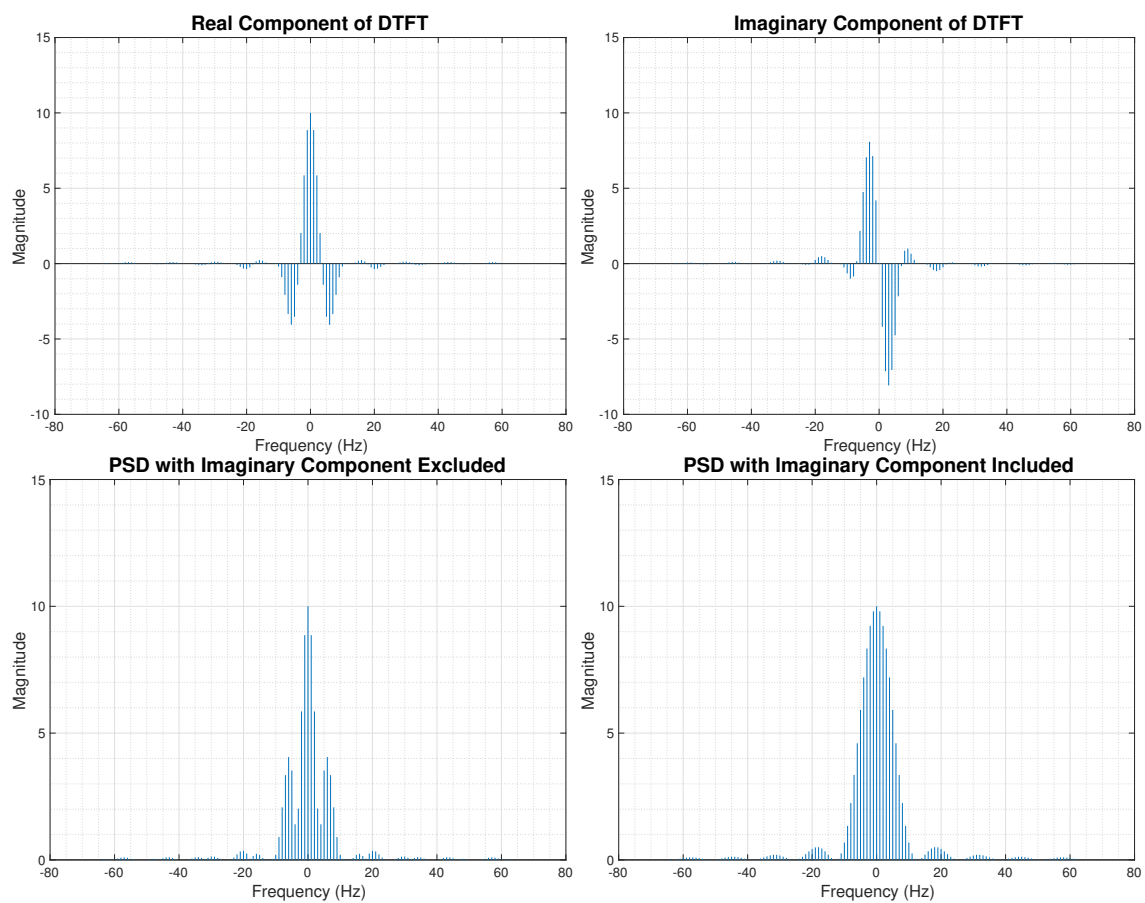 Real Component of DTFT
15
10
5
0
-5
-10
Magnitude
-80 -60 -40 -20 0 20 40 60 80
Frequency (Hz)
Imaginary Component of DTFT
15
10
5
0
-5
-10
Magnitude
-80 -60 -40 -20 0 20 40 60 80
Frequency (Hz)
PSD with Imaginary Component Excluded
15
10
5
0
Magnitude
-80 -60 -40 -20 0 20 40 60 80
Frequency (Hz)
PSD with Imaginary Component Included
15
10
5
0
Magnitude
-80 -60 -40 -20 0 20 40 60 80
Frequency (Hz)